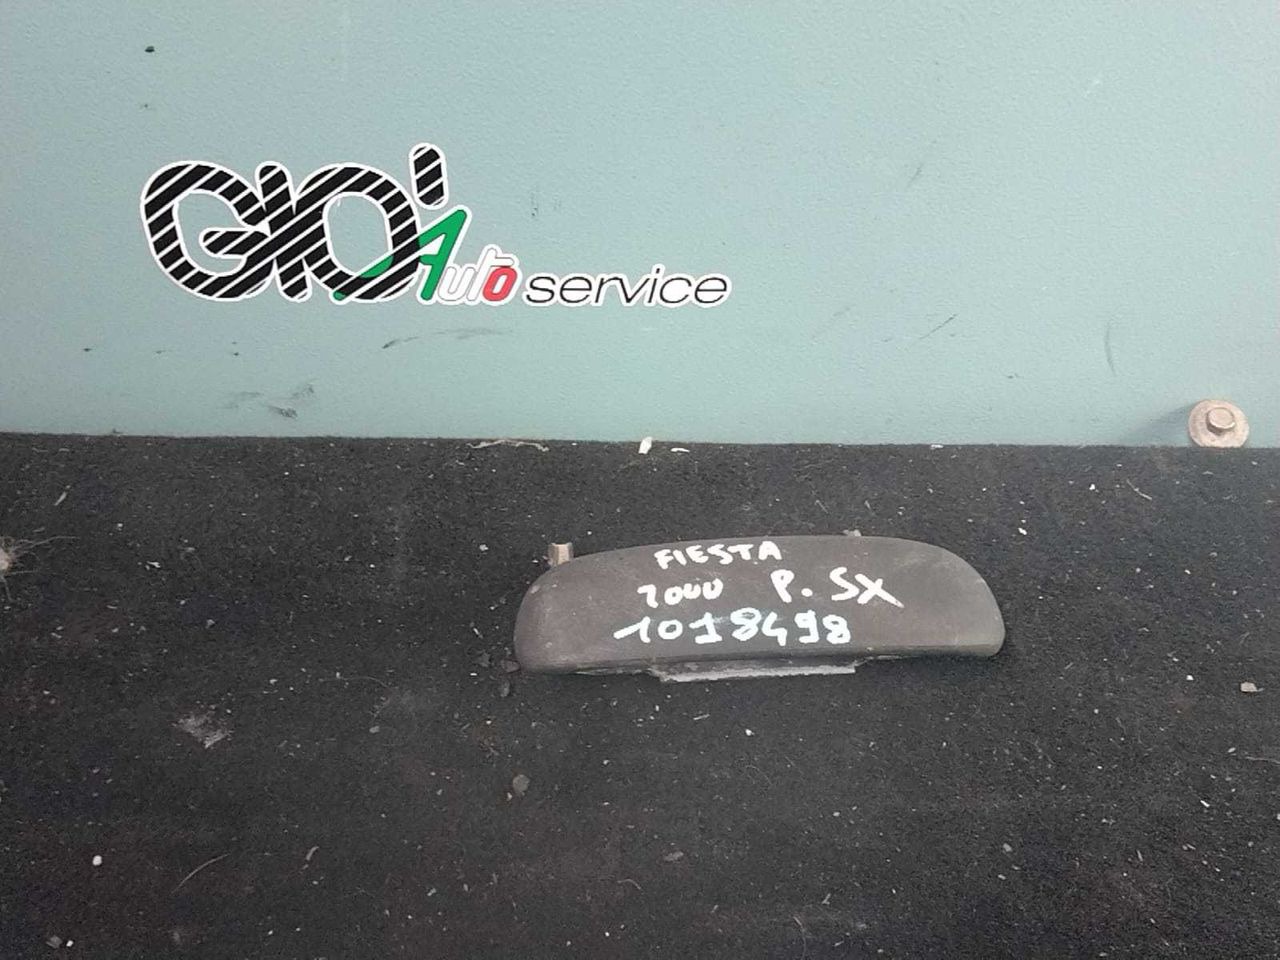 GIO' Auto service
FIESTA
2000 P. SX
1018498